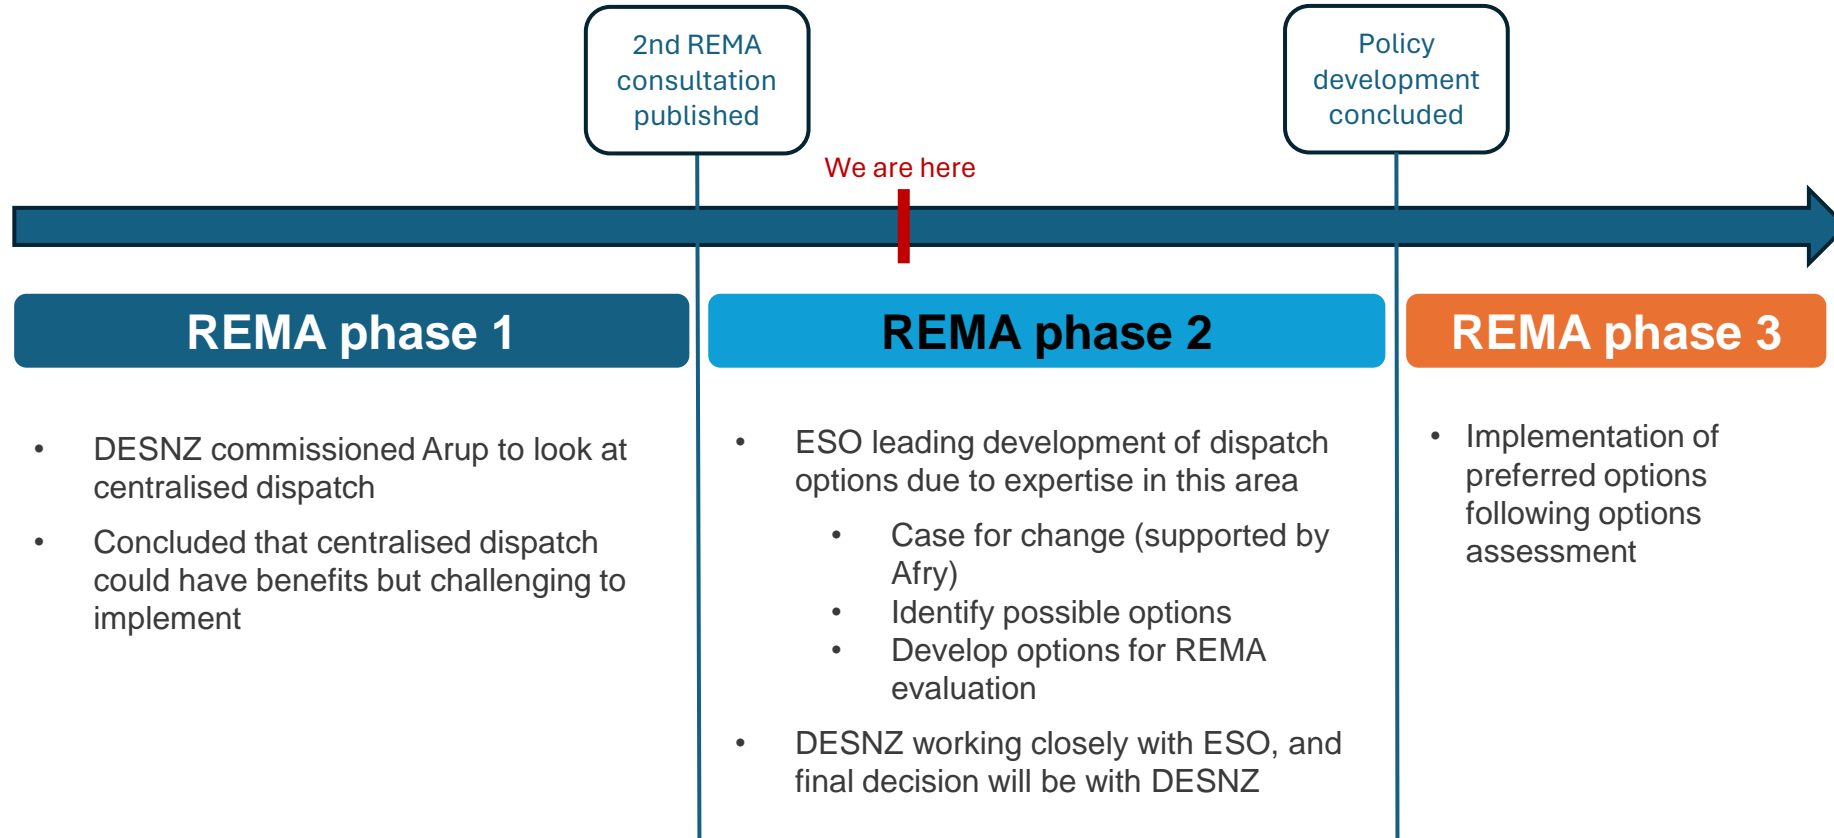 2nd REMA
consultation
published
Policy
development
concluded
We are here
REMA phase 1
REMA phase 2
REMA phase 3
• DESNZ commissioned Arup to look at
centralised dispatch
• Concluded that centralised dispatch
could have benefits but challenging to
implement
• ESO leading development of dispatch
options due to expertise in this area
• Case for change (supported by
Afry)
• Identify possible options
• Develop options for REMA
evaluation
• DESNZ working closely with ESO, and
final decision will be with DESNZ
• Implementation of
preferred options
following options
assessment